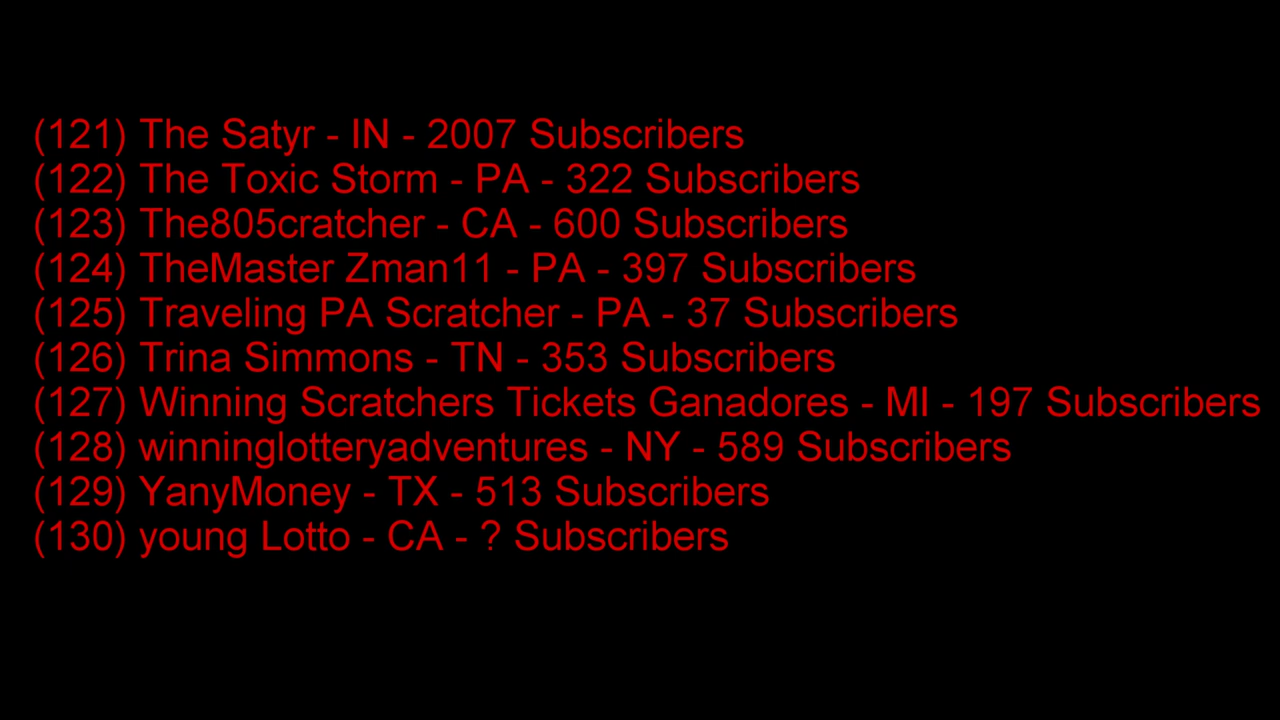 (121) The Satyr - IN - 2007 Subscribers
(122) The Toxic Storm - PA - 322 Subscribers
(123) The805cratcher - CA - 600 Subscribers
(124) TheMaster Zman11 - PA - 397 Subscribers
(125) Traveling PA Scratcher - PA - 37 Subscribers
(126) Trina Simmons - TN - 353 Subscribers
(127) Winning Scratchers Tickets Ganadores - MI - 197 Subscribers
(128) winninglotteryadventures - NY - 589 Subscribers
(129) YanyMoney - TX - 513 Subscribers
(130) young Lotto - CA - ? Subscribers